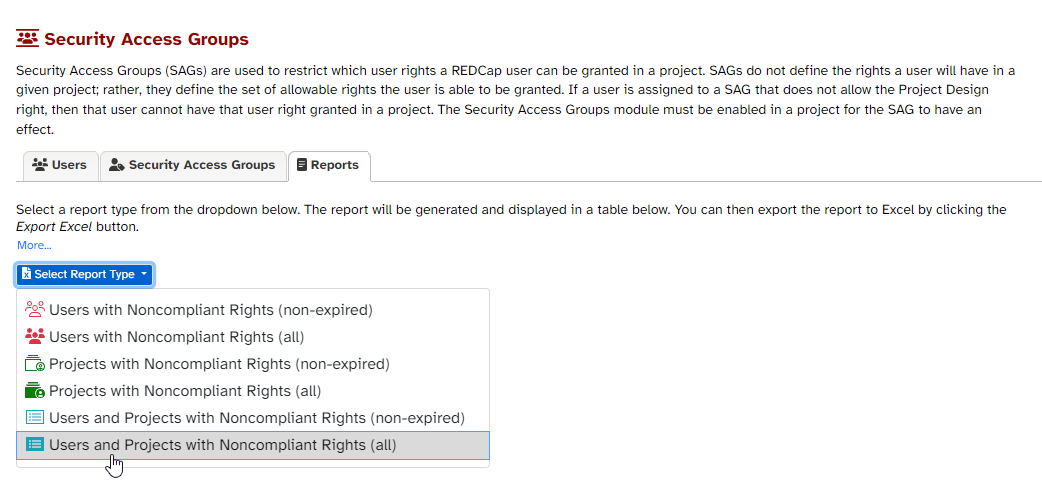 Security Access Groups
Security Access Groups (SAGs) are used to restrict which user rights a REDCap user can be granted in a project. SAGs do not define the rights a user will have in a
given project; rather, they define the set of allowable rights the user is able to be granted. If a user is assigned to a SAG that does not allow the Project Design
right, then that user cannot have that user right granted in a project. The Security Access Groups module must be enabled in a project for the SAG to have an
effect.
Users Security Access Groups Reports
Select a report type from the dropdown below. The report will be generated and displayed in a table below. You can then export the report to Excel by clicking the
Export Excel button.
More...
Select Report Type
Users with Noncompliant Rights (non-expired)
Users with Noncompliant Rights (all)
Projects with Noncompliant Rights (non-expired)
Projects with Noncompliant Rights (all)
Users and Projects with Noncompliant Rights (non-expired)
Users and Projects with Noncompliant Rights (all)